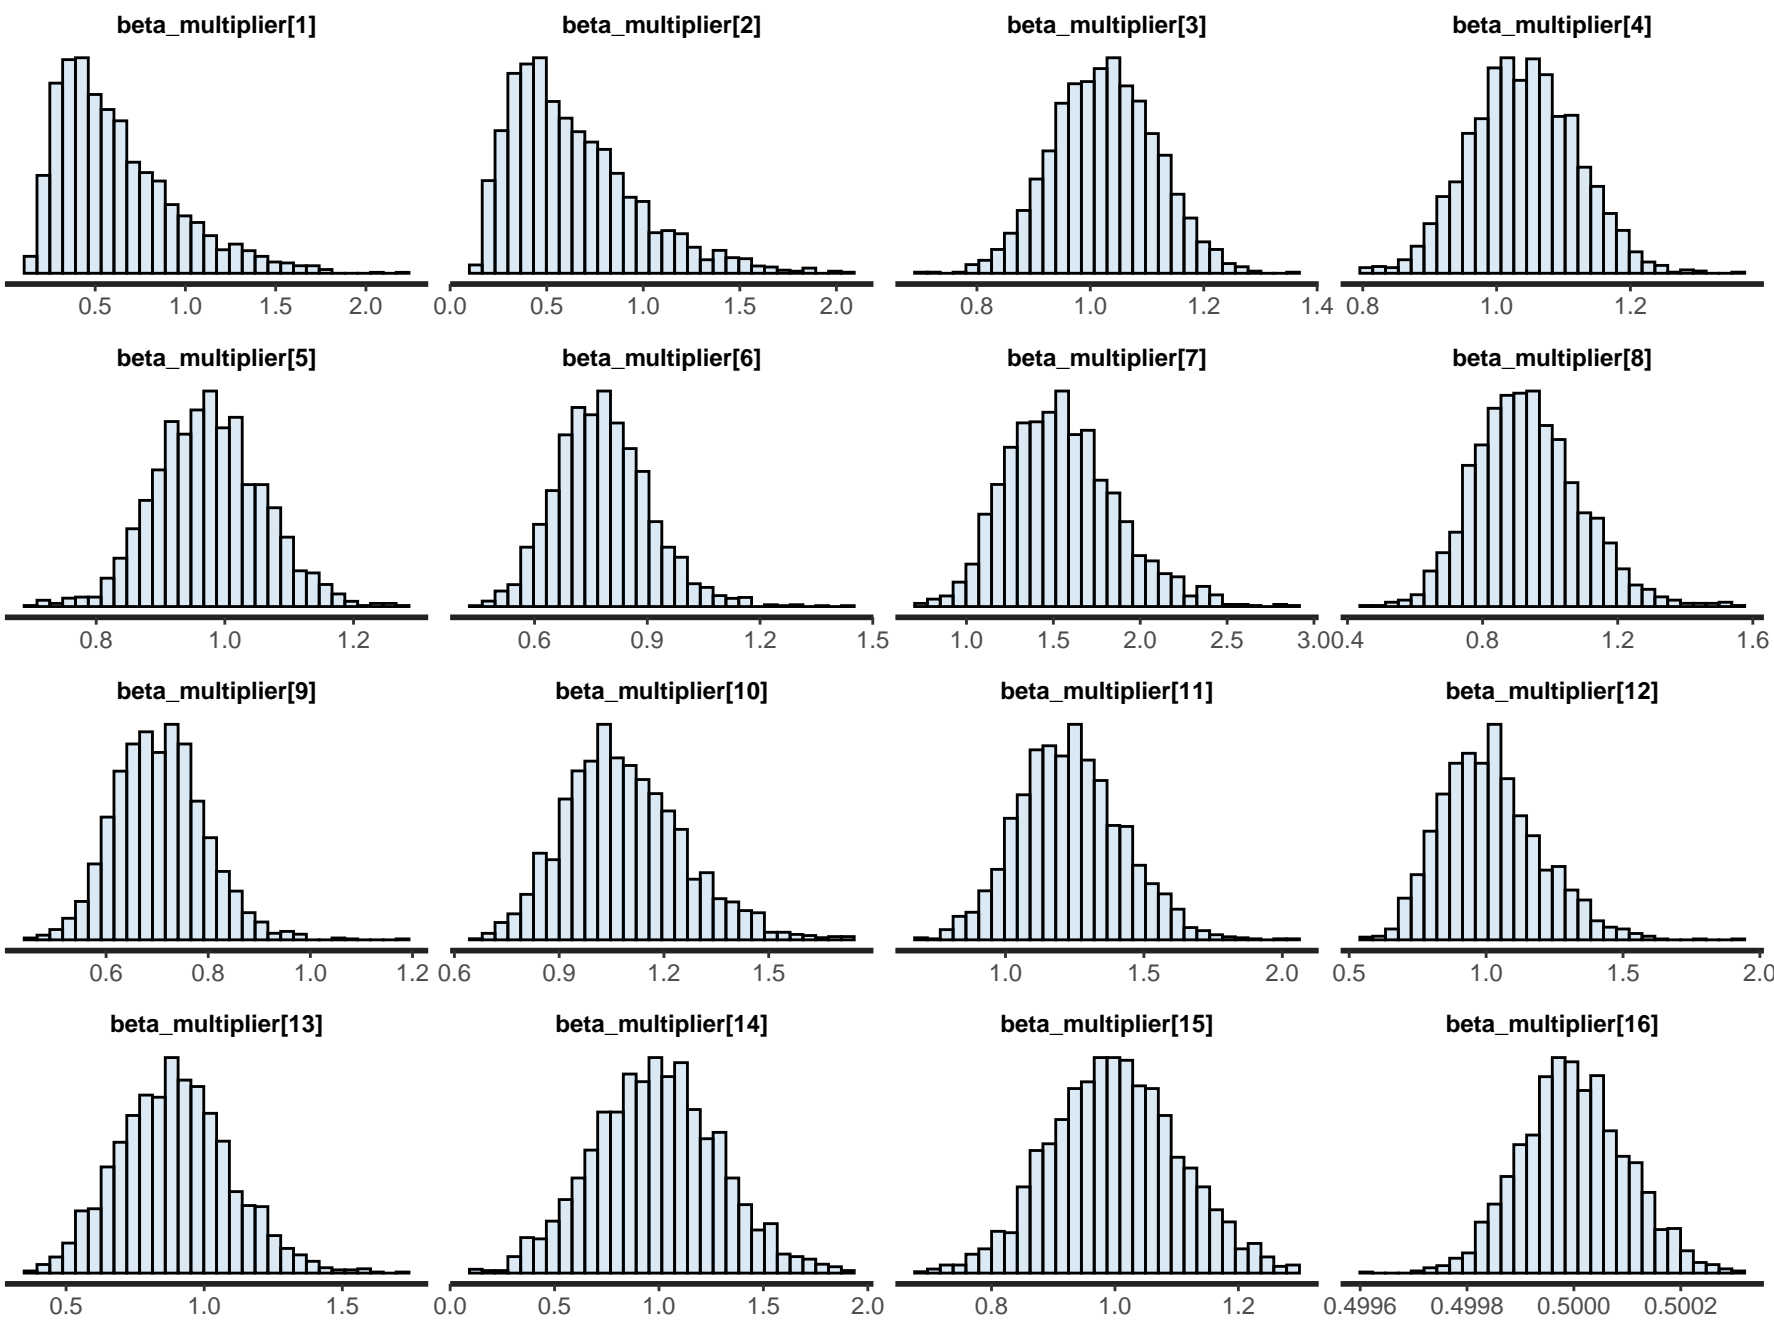 beta_multiplier[1] beta_multiplier[2] beta_multiplier[3] beta_multiplier[4]
0.5 1.0 1.5 2.0 0.0 0.5 1.0 1.5 2.0 0.8 1.0 1.2 1.4 0.8 1.0 1.2
beta_multiplier[5] beta_multiplier[6] beta_multiplier[7] beta_multiplier[8]
0.8 1.0 1.2 0.6 0.9 1.2 1.5 1.0 1.5 2.0 2.5 3.0 0.4 0.8 1.2 1.6
beta_multiplier[9] beta_multiplier[10] beta_multiplier[11] beta_multiplier[12]
0.6 0.8 1.0 1.2 0.6 0.9 1.2 1.5 1.0 1.5 2.0 0.5 1.0 1.5 2.0
beta_multiplier[13] beta_multiplier[14] beta_multiplier[15] beta_multiplier[16]
0.5 1.0 1.5 0.0 0.5 1.0 1.5 2.0 0.8 1.0 1.2 0.4996 0.4998 0.5000 0.5002